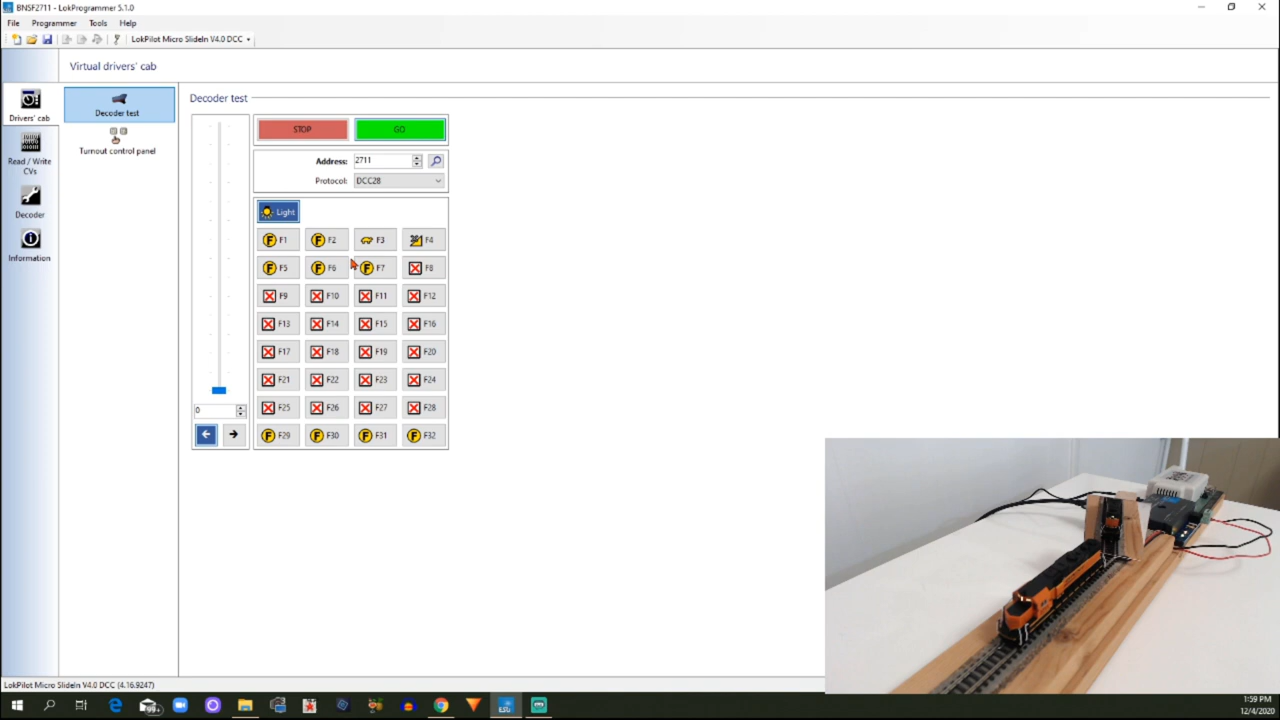 BNSF2711 - LokProgrammer 5.1.0
File Programmer Tools Help
LokPilot Micro SlideIn V4.0 DCC
Virtual drivers' cab
Drivers' cab
Read / Write CVs
Decoder
Information
Decoder test
Turnout control panel
Decoder test
STOP GO
Address: 2711
Protocol: DCC28
Light
F1 F2 F3 F4
F5 F6 F7 F8
F9 F10 F11 F12
F13 F14 F15 F16
F17 F18 F19 F20
F21 F22 F23 F24
F25 F26 F27 F28
F29 F30 F31 F32
0
LokPilot Micro SlideIn V4.0 DCC (4.16.9247)
99+
1:59 PM
12/4/2020